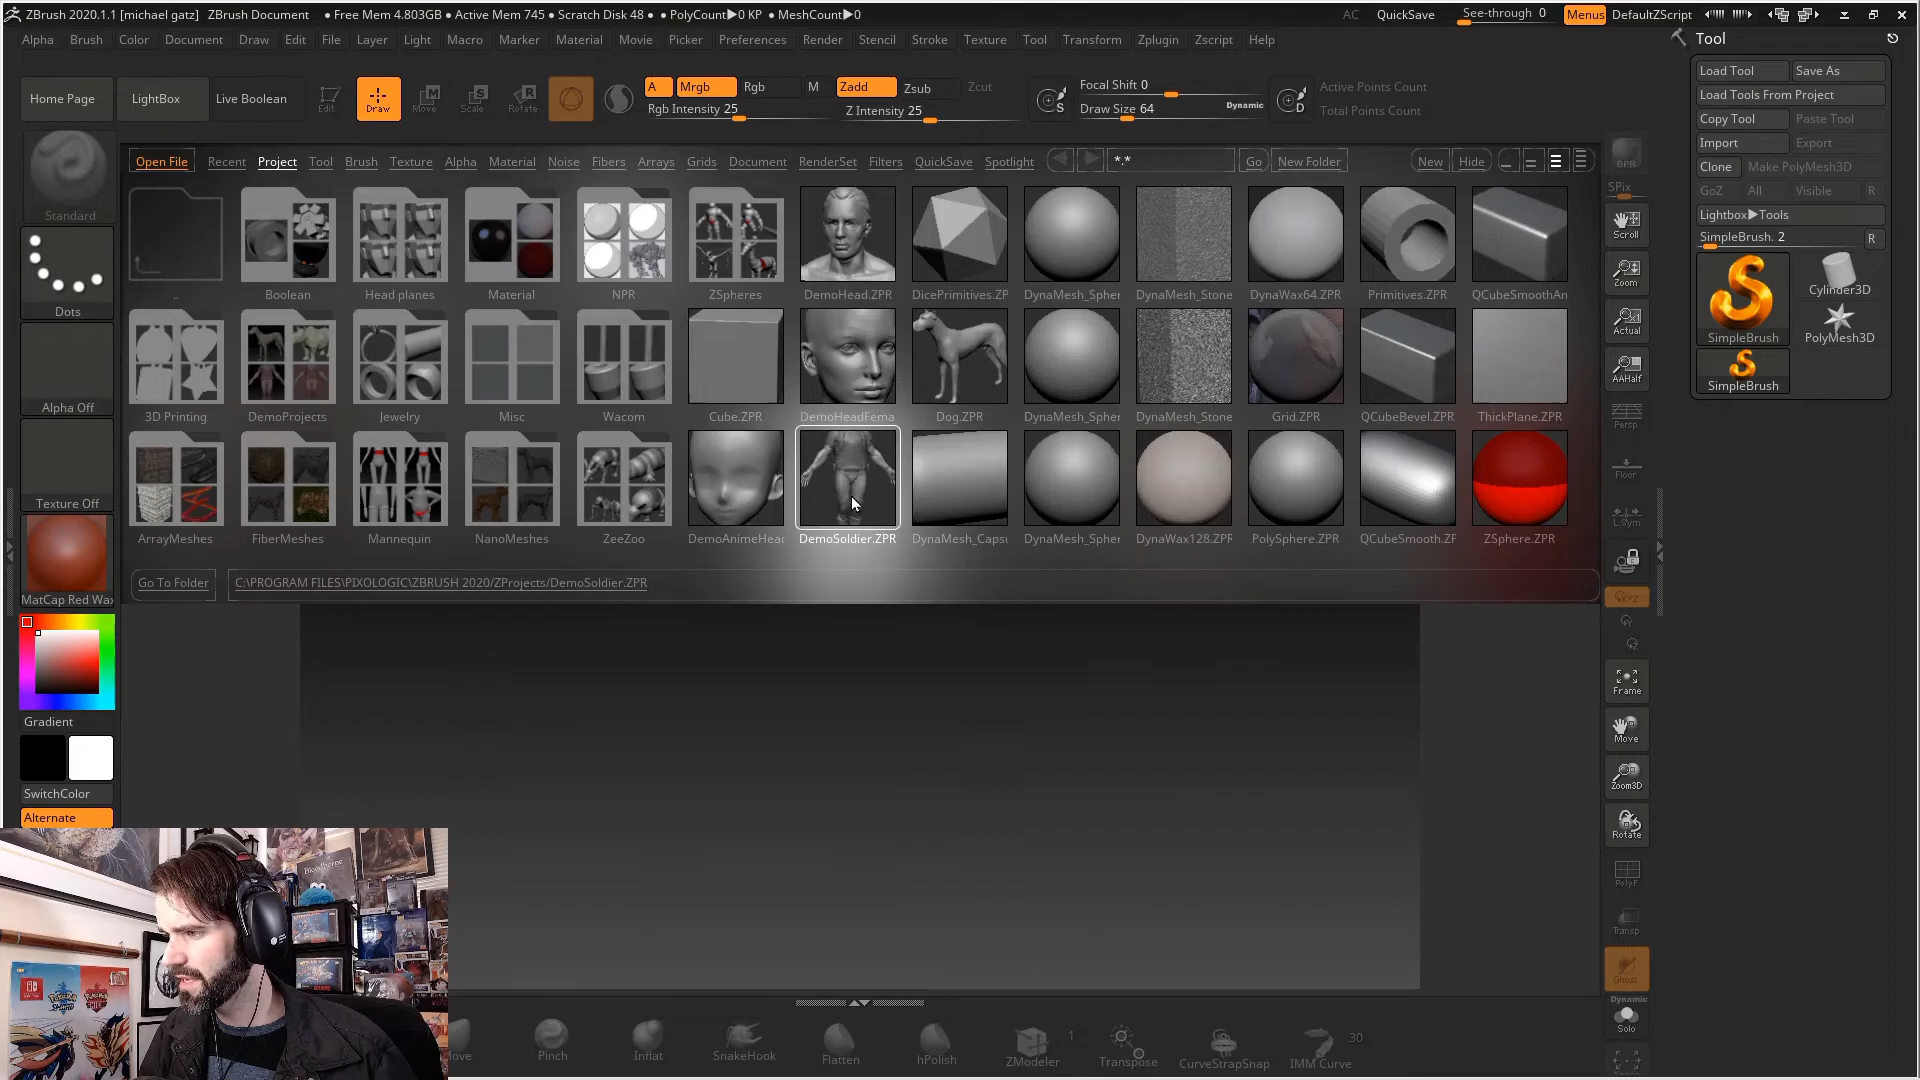 ZBrush 2020.1.1 [michael gatz] ZBrush Document ● Free Mem 4.803GB ● Active Mem 745 ● Scratch Disk 48 ● ● PolyCount▶0 KP ● MeshCount▶0 AC QuickSave See-through 0 Menus DefaultZScript
Alpha Brush Color Document Draw Edit File Layer Light Macro Marker Material Movie Picker Preferences Render Stencil Stroke Texture Tool Transform Zplugin Zscript Help
Home Page LightBox Live Boolean Edit Draw Move Scale Rotate
A Mrgb Rgb M Zadd Zsub Zcut
Rgb Intensity 25 Z Intensity 25
S Focal Shift 0
Draw Size 64 Dynamic D
Active Points Count
Total Points Count
Open File Recent Project Tool Brush Texture Alpha Material Noise Fibers Arrays Grids Document RenderSet Filters QuickSave Spotlight *.* Go New Folder New Hide
.. Boolean Head planes Material NPR ZSpheres DemoHead.ZPR DicePrimitives.ZP DynaMesh_Spher DynaMesh_Stone DynaWax64.ZPR Primitives.ZPR QCubeSmoothAn
3D Printing DemoProjects Jewelry Misc Wacom Cube.ZPR DemoHeadFema Dog.ZPR DynaMesh_Spher DynaMesh_Stone Grid.ZPR QCubeBevel.ZPR ThickPlane.ZPR
ArrayMeshes FiberMeshes Mannequin NanoMeshes ZeeZoo DemoAnimeHead DemoSoldier.ZPR DynaMesh_Capsu DynaMesh_Spher DynaWax128.ZPR PolySphere.ZPR QCubeSmooth.ZP ZSphere.ZPR
Go To Folder C:\PROGRAM FILES\PIXOLOGIC\ZBRUSH 2020/ZProjects/DemoSoldier.ZPR
Standard
Dots
Alpha Off
Texture Off
MatCap Red Wax
Gradient
SwitchColor
Alternate
BPR
SPix
Scroll
Zoom
Actual
AAHalf
Persp
Floor
L.Sym
XYZ
Frame
Move
Zoom3D
Rotate
PolyF
Transp
Ghost
Dynamic
Solo
Tool
Load Tool Save As
Load Tools From Project
Copy Tool Paste Tool
Import Export
Clone Make PolyMesh3D
GoZ All Visible R
Lightbox▶Tools
SimpleBrush. 2 R
SimpleBrush Cylinder3D
PolyMesh3D
SimpleBrush
Bloodborne
Move Pinch Inflat SnakeHook Flatten hPolish ZModeler 1 Transpose CurveStrapSnap IMM Curve 30